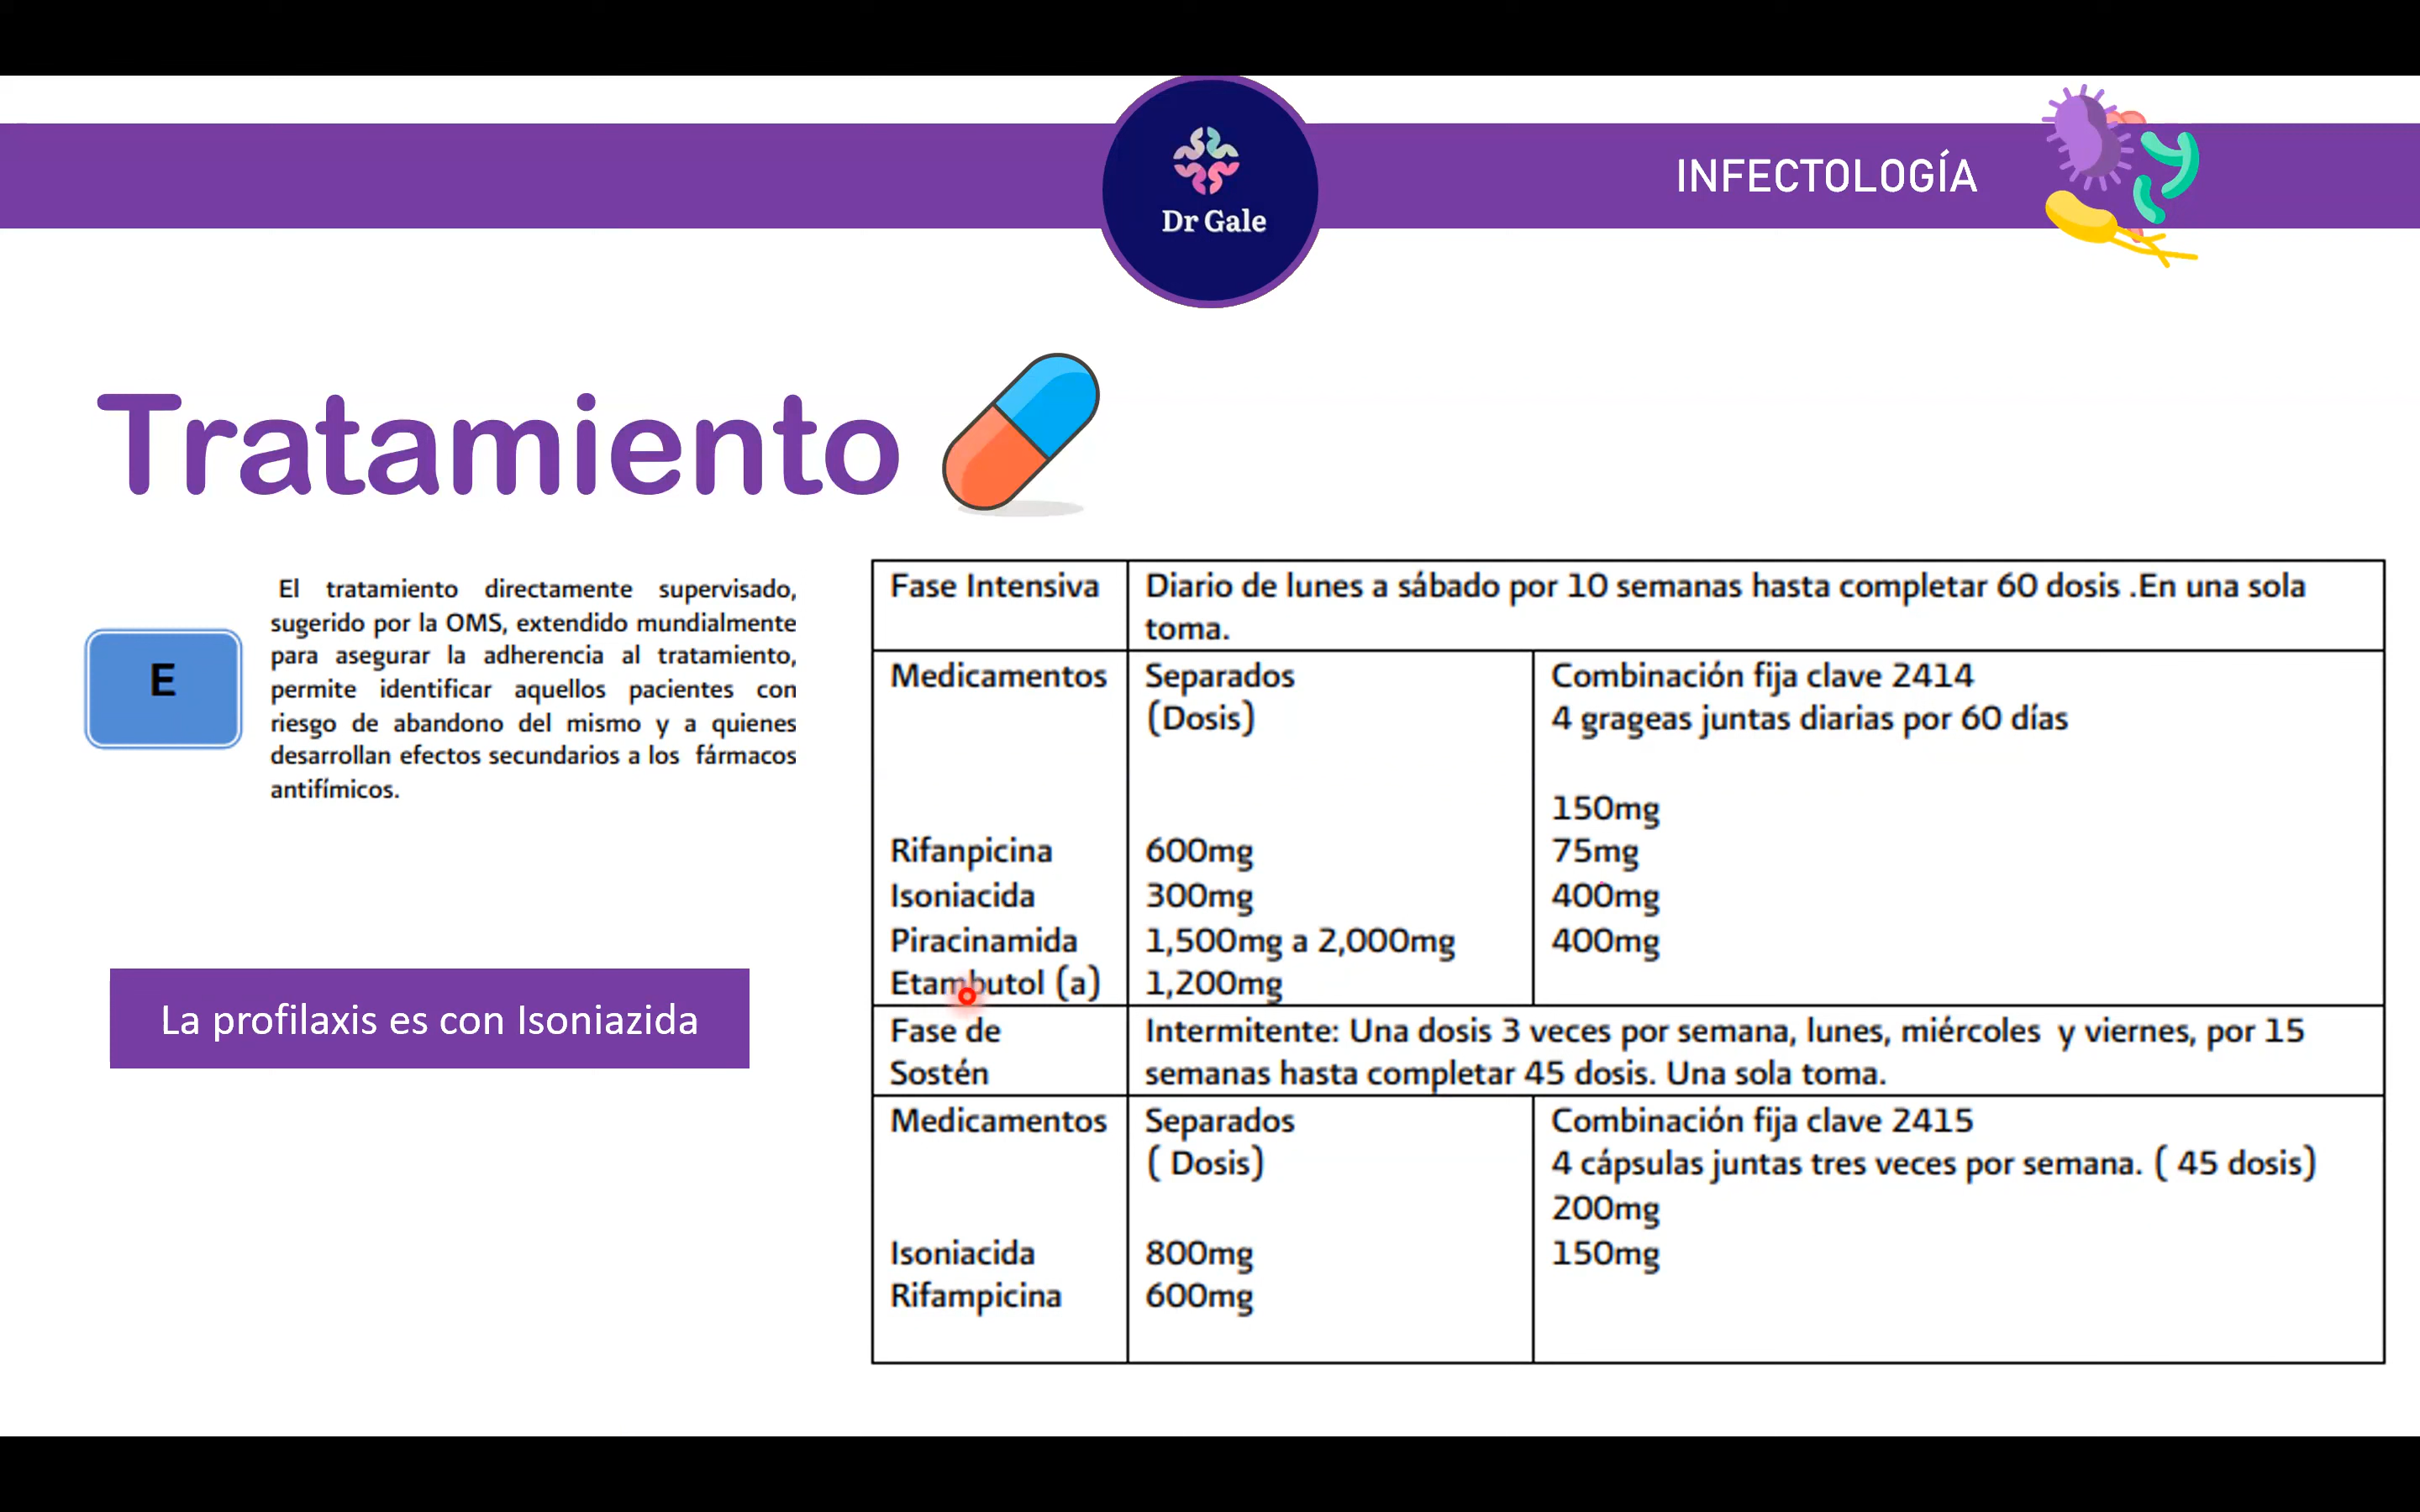 Dr Gale
INFECTOLOGÍA
Tratamiento
E
El tratamiento directamente supervisado,
sugerido por la OMS, extendido mundialmente
para asegurar la adherencia al tratamiento,
permite identificar aquellos pacientes con
riesgo de abandono del mismo y a quienes
desarrollan efectos secundarios a los fármacos
antifímicos.
La profilaxis es con Isoniazida
Fase Intensiva
Diario de lunes a sábado por 10 semanas hasta completar 60 dosis .En una sola
toma.
Medicamentos
Rifanpicina
Isoniacida
Piracinamida
Etambutol (a)
Separados
(Dosis)
600mg
300mg
1,500mg a 2,000mg
1,200mg
Combinación fija clave 2414
4 grageas juntas diarias por 60 días
150mg
75mg
400mg
400mg
Fase de
Sostén
Intermitente: Una dosis 3 veces por semana, lunes, miércoles y viernes, por 15
semanas hasta completar 45 dosis. Una sola toma.
Medicamentos
Isoniacida
Rifampicina
Separados
( Dosis)
800mg
600mg
Combinación fija clave 2415
4 cápsulas juntas tres veces por semana. ( 45 dosis)
200mg
150mg